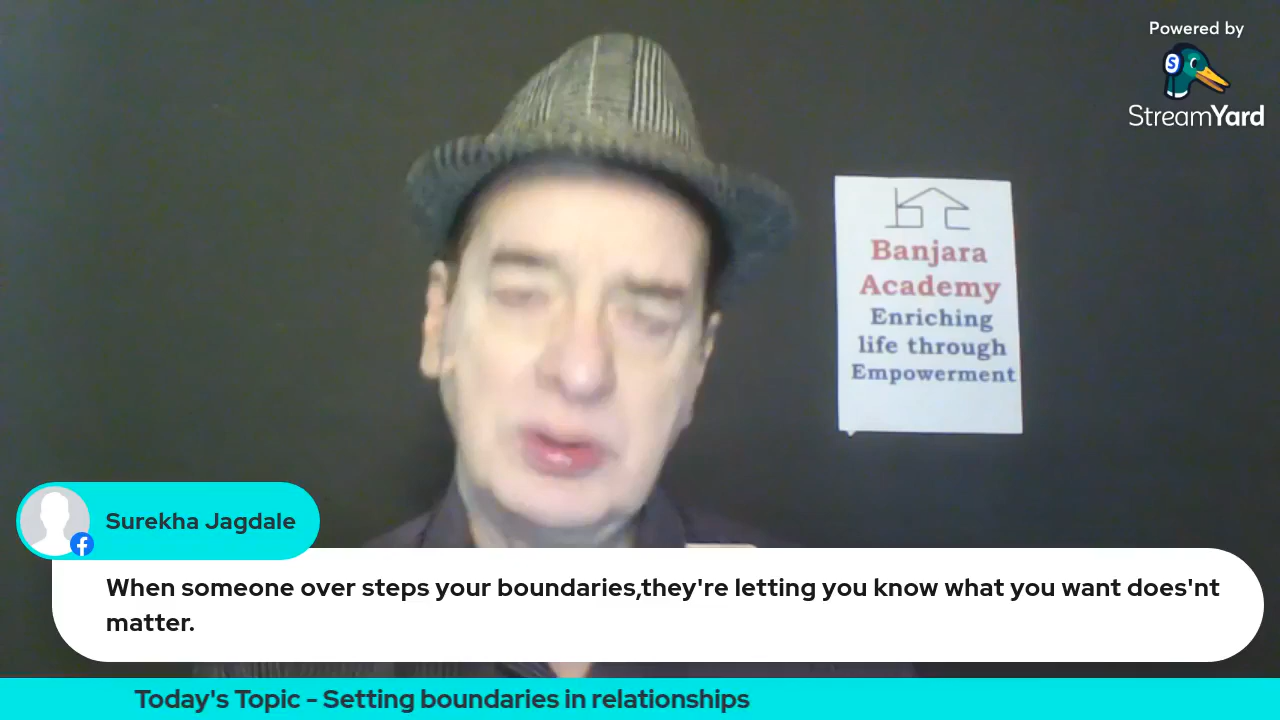 Powered by
StreamYard
Banjara
Academy
Enriching
life through
Empowerment
Surekha Jagdale
When someone over steps your boundaries,they're letting you know what you want does'nt
matter.
Today's Topic - Setting boundaries in relationships